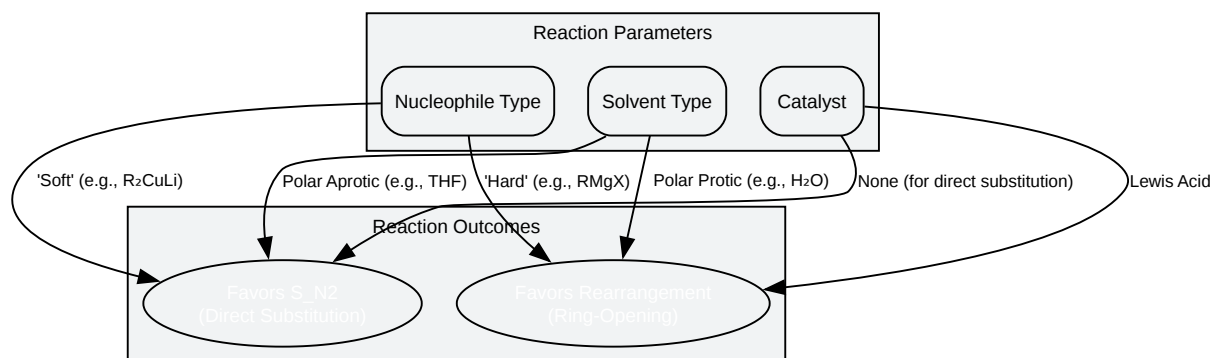 Reaction Parameters
Nucleophile Type
Solvent Type
Catalyst
'Soft' (e.g., R₂CuLi)
Polar Aprotic (e.g., THF)
'Hard' (e.g., RMgX)
Polar Protic (e.g., H₂O)
None (for direct substitution)
Lewis Acid
Reaction Outcomes
Favors S_N2
(Direct Substitution)
Favors Rearrangement
(Ring-Opening)